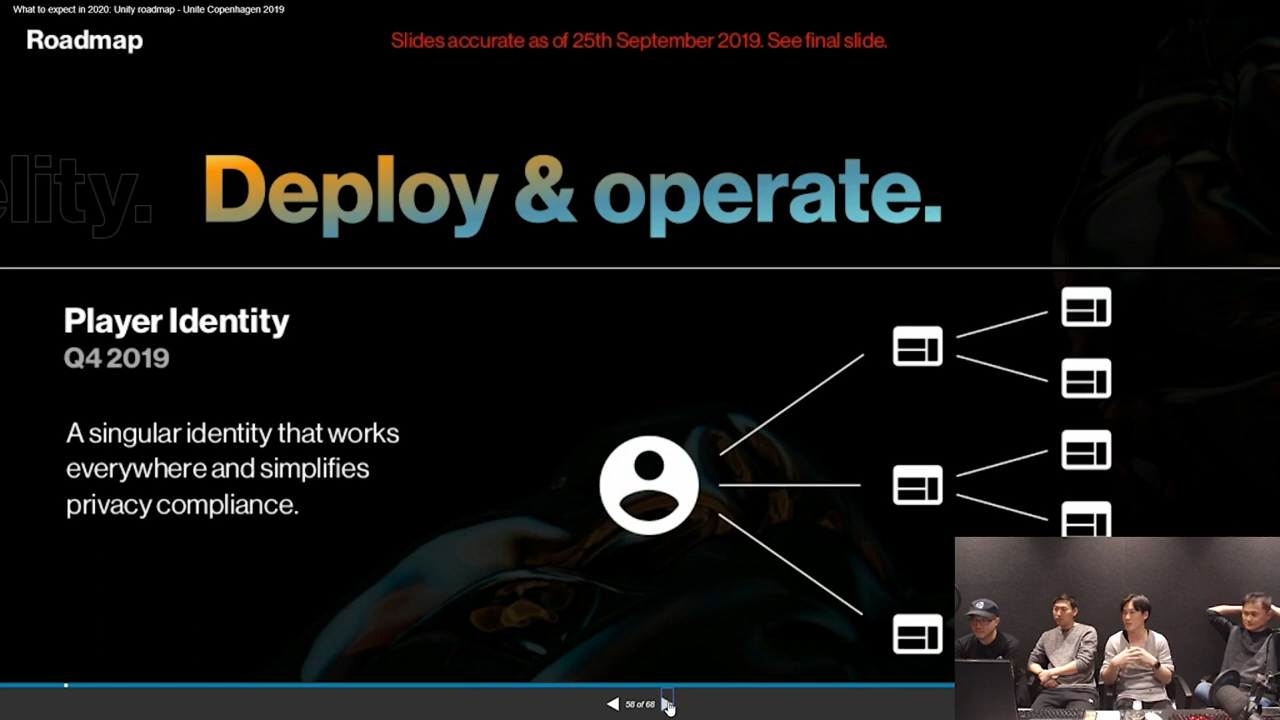 What to expect in 2020: Unity roadmap - Unite Copenhagen 2019
Roadmap
Slides accurate as of 25th September 2019. See final slide.
elity.
Deploy & operate.
Player Identity
Q4 2019
A singular identity that works
everywhere and simplifies
privacy compliance.
58 of 68